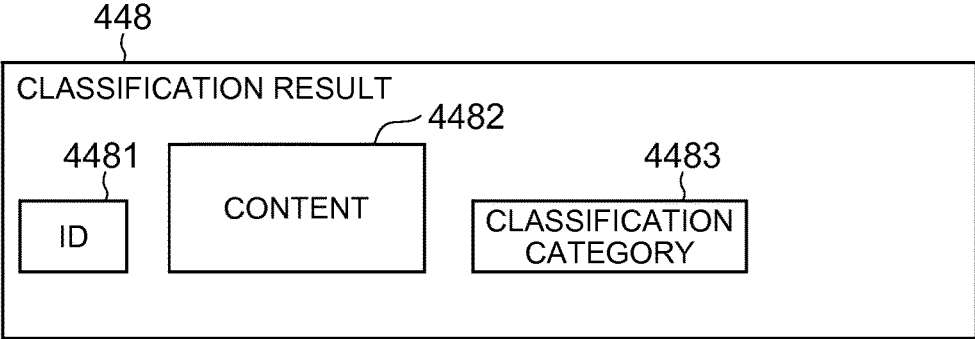 448
CLASSIFICATION RESULT
4482
4481
4483
CONTENT
ID
CLASSIFICATION
CATEGORY